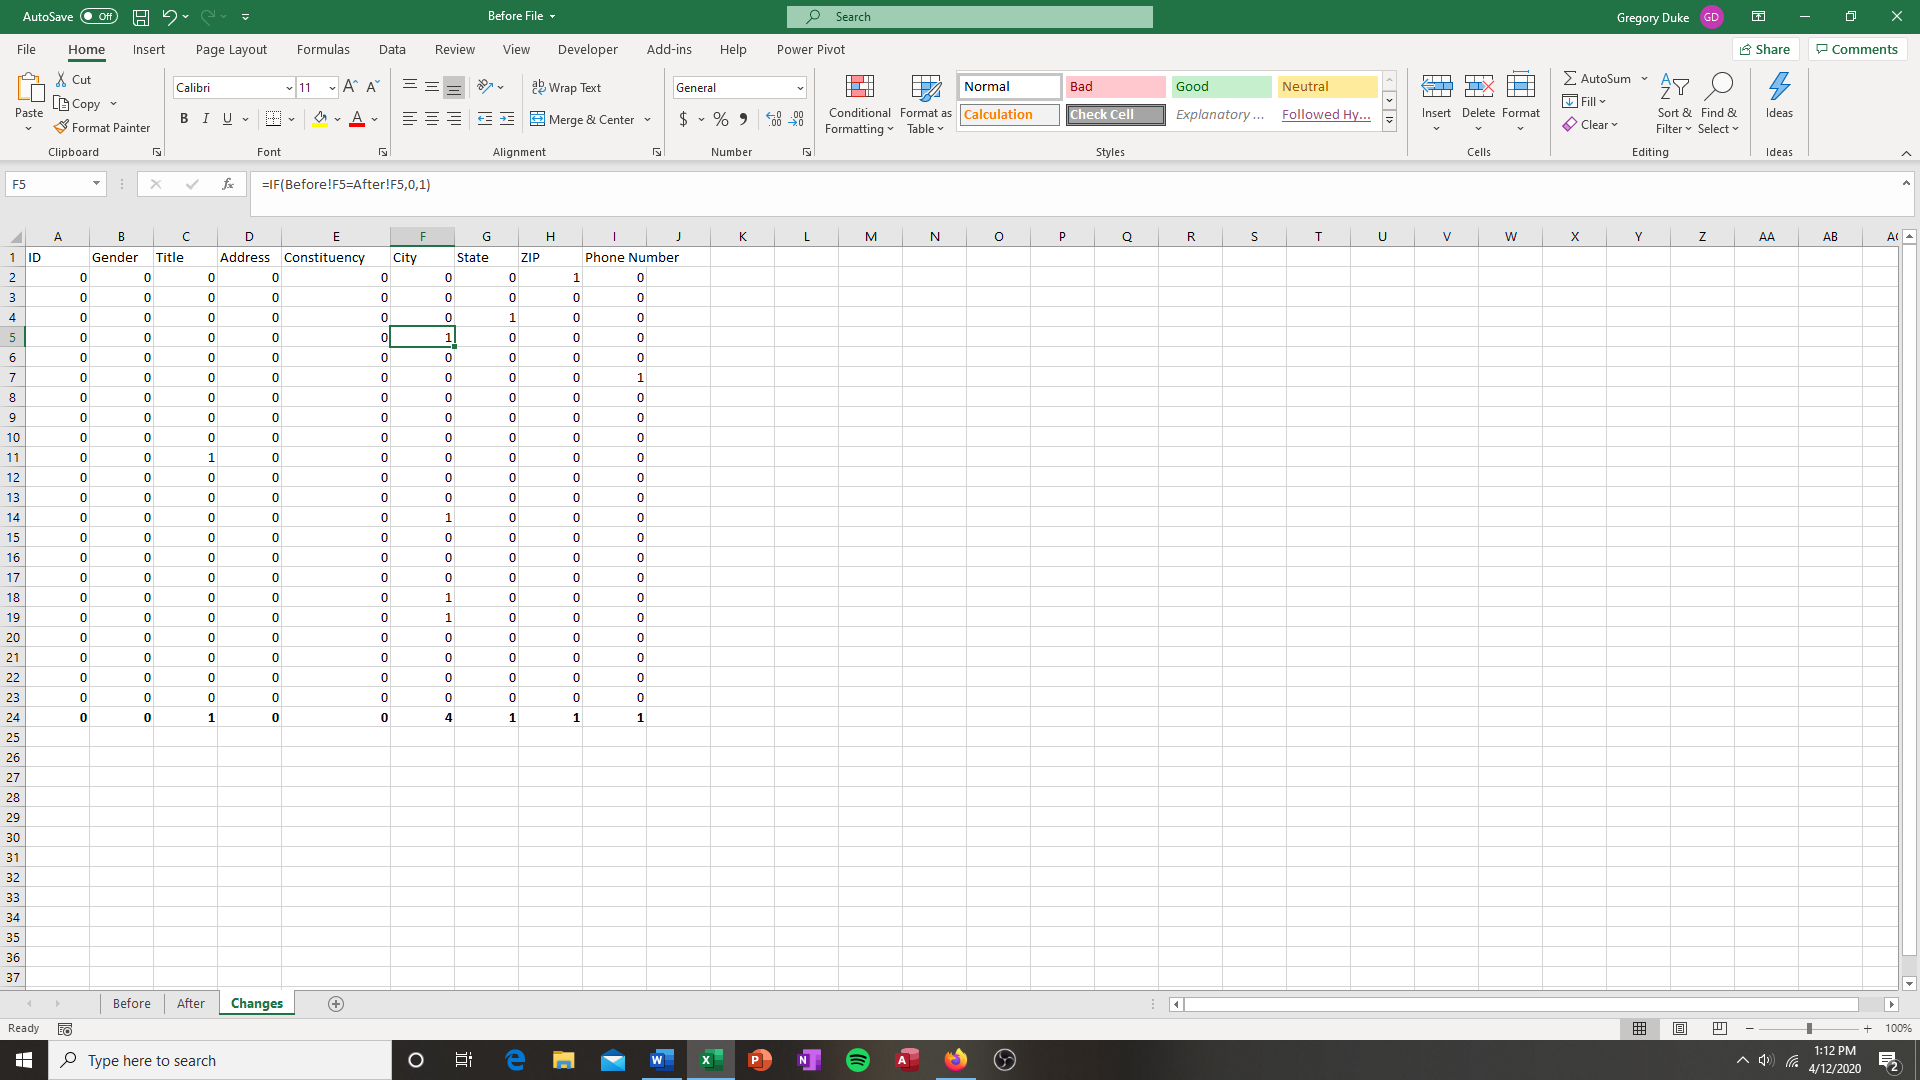 AutoSave Off Before File Search Gregory Duke GD
File Home Insert Page Layout Formulas Data Review View Developer Add-ins Help Power Pivot Share Comments
Paste Cut Copy Format Painter Clipboard
Calibri 11 A A B I U A Font
ab Wrap Text Merge & Center Alignment
General $ % Number
Conditional Formatting Format as Table
Normal Bad Good Neutral
Calculation Check Cell Explanatory ... Followed Hy...
Styles
Insert Delete Format Cells
AutoSum Fill Clear Sort & Filter Find & Select Editing
Ideas Ideas
F5 fx =IF(Before!F5=After!F5,0,1)
A B C D E F G H I J K L M N O P Q R S T U V W X Y Z AA AB AC
1 ID Gender Title Address Constituency City State ZIP Phone Number
2 0 0 0 0 0 0 0 1 0
3 0 0 0 0 0 0 0 0 0
4 0 0 0 0 0 0 1 0 0
5 0 0 0 0 0 1 0 0 0
6 0 0 0 0 0 0 0 0 0
7 0 0 0 0 0 0 0 0 1
8 0 0 0 0 0 0 0 0 0
9 0 0 0 0 0 0 0 0 0
10 0 0 0 0 0 0 0 0 0
11 0 0 1 0 0 0 0 0 0
12 0 0 0 0 0 0 0 0 0
13 0 0 0 0 0 0 0 0 0
14 0 0 0 0 0 1 0 0 0
15 0 0 0 0 0 0 0 0 0
16 0 0 0 0 0 0 0 0 0
17 0 0 0 0 0 0 0 0 0
18 0 0 0 0 0 1 0 0 0
19 0 0 0 0 0 1 0 0 0
20 0 0 0 0 0 0 0 0 0
21 0 0 0 0 0 0 0 0 0
22 0 0 0 0 0 0 0 0 0
23 0 0 0 0 0 0 0 0 0
24 0 0 1 0 0 4 1 1 1
25
26
27
28
29
30
31
32
33
34
35
36
37
Before After Changes
Ready 100%
Type here to search
1:12 PM
4/12/2020
2